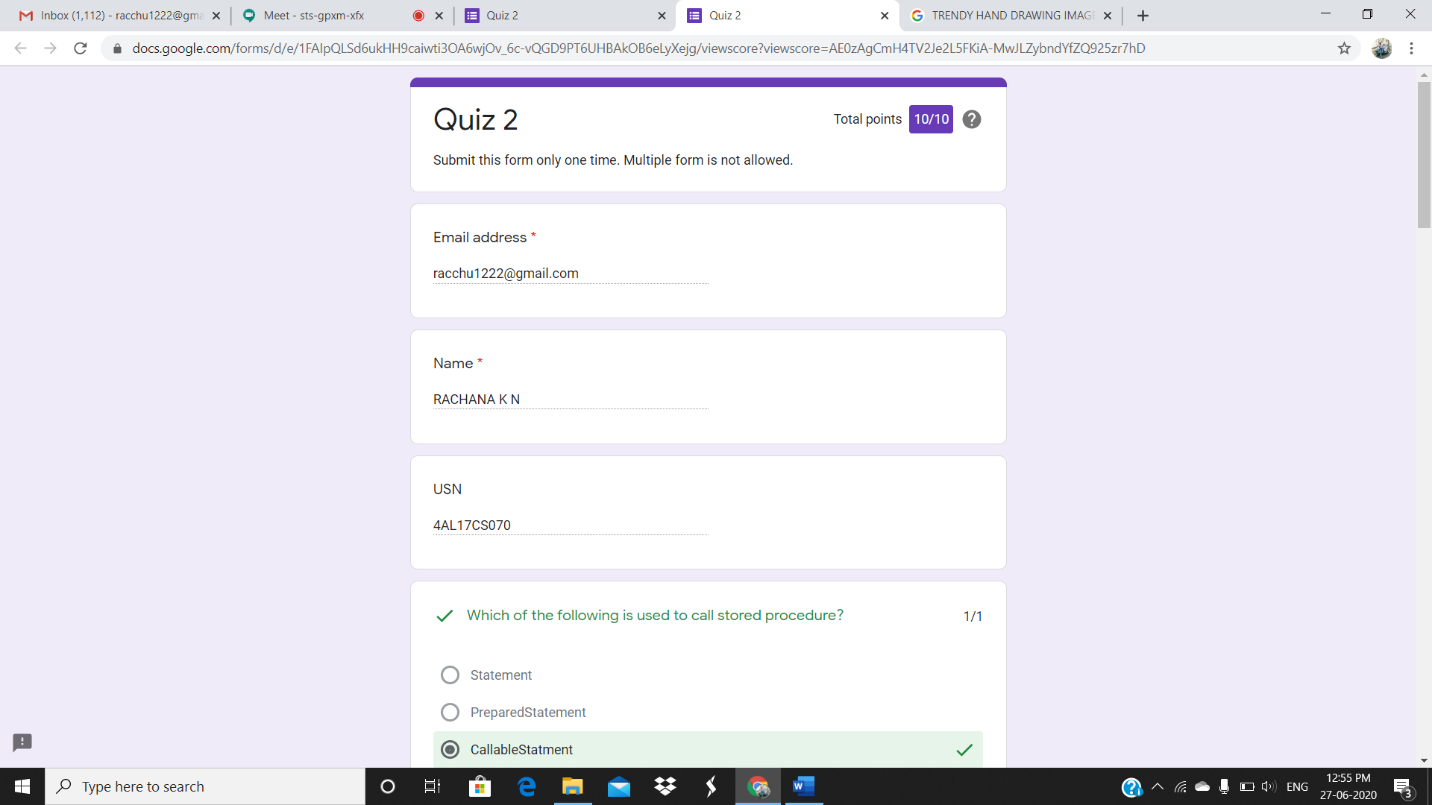 Inbox (1,112) - racchu1222@gma
Meet - sts-gpxm-xfx
Quiz 2
Quiz 2
TRENDY HAND DRAWING IMAGE
docs.google.com/forms/d/e/1FAIpQLSd6ukHH9caiwti3OA6wjOv_6c-vQGD9PT6UHBAkOB6eLyXejg/viewscore?viewscore=AE0zAgCmH4TV2Je2L5FKiA-MwJLZybndYfZQ925zr7hD
Quiz 2
Total points 10/10
Submit this form only one time. Multiple form is not allowed.
Email address *
racchu1222@gmail.com
Name *
RACHANA K N
USN
4AL17CS070
Which of the following is used to call stored procedure?
1/1
Statement
PreparedStatement
CallableStatment
Type here to search
ENG
12:55 PM
27-06-2020
3